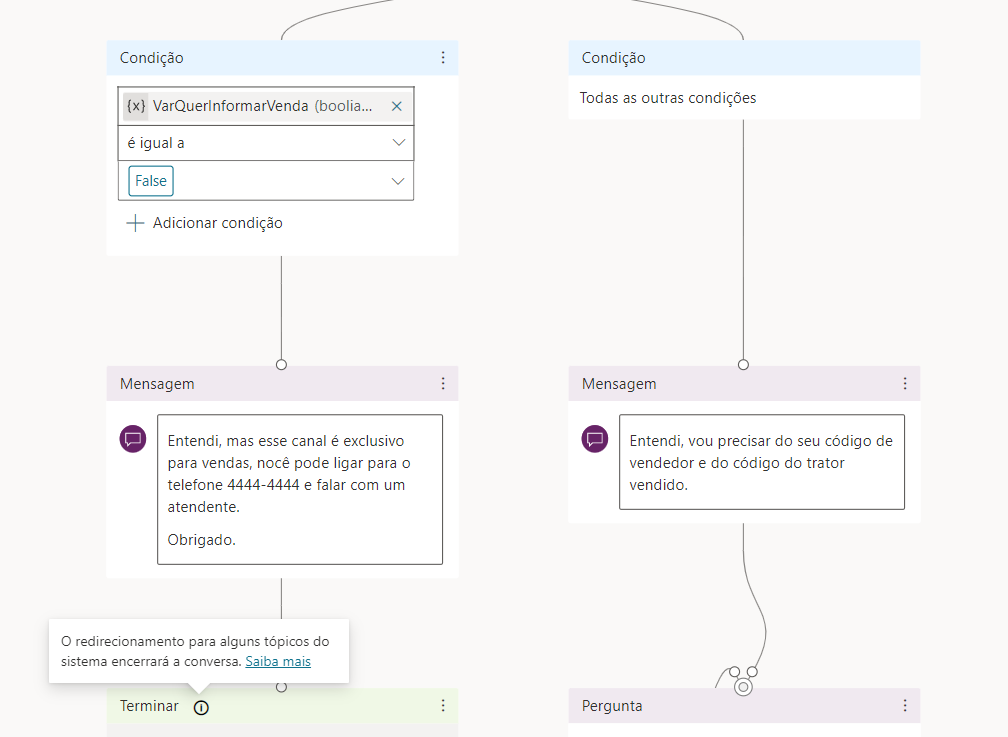 Condição
{x} VarQuerInformarVenda (boolia...
é igual a
False
Adicionar condição
Condição
Todas as outras condições
Mensagem
Entendi, mas esse canal é exclusivo
para vendas, nocê pode ligar para o
telefone 4444-4444 e falar com um
atendente.
Obrigado.
Mensagem
Entendi, vou precisar do seu código de
vendedor e do código do trator
vendido.
O redirecionamento para alguns tópicos do
sistema encerrará a conversa. Saiba mais
Terminar
Pergunta